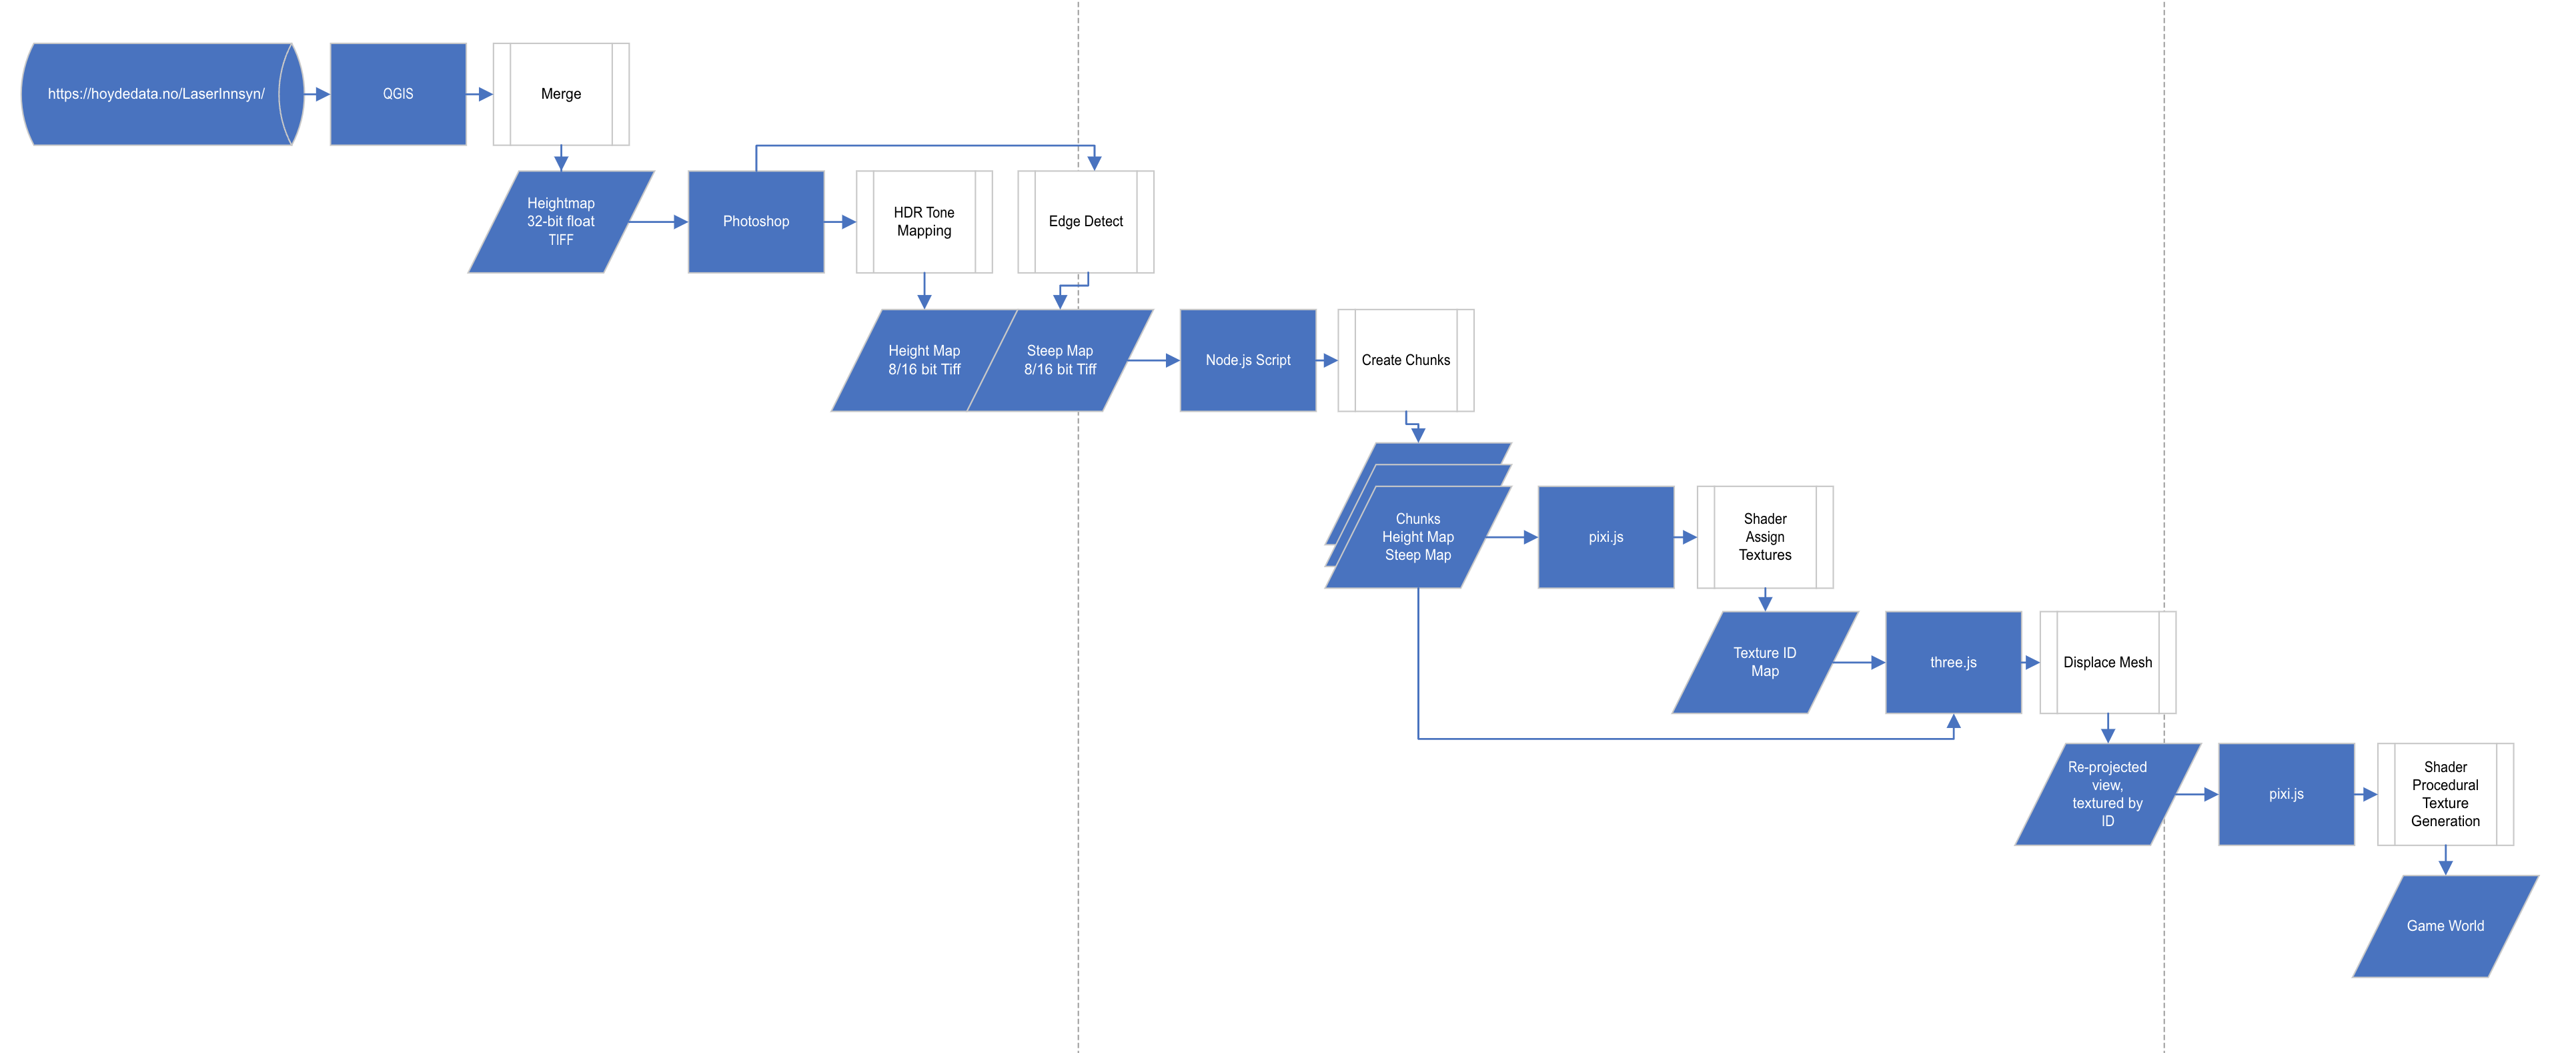 https://hoydedata.no/LaserInnsyn/
QGIS
Merge
Heightmap
32-bit float
TIFF
Photoshop
HDR Tone
Mapping
Edge Detect
Height Map
8/16 bit Tiff
Steep Map
8/16 bit Tiff
Node.js Script
Create Chunks
Chunks
Height Map
Steep Map
pixi.js
Shader
Assign
Textures
Texture ID
Map
three.js
Displace Mesh
Re-projected
view,
textured by
ID
pixi.js
Shader
Procedural
Texture
Generation
Game World